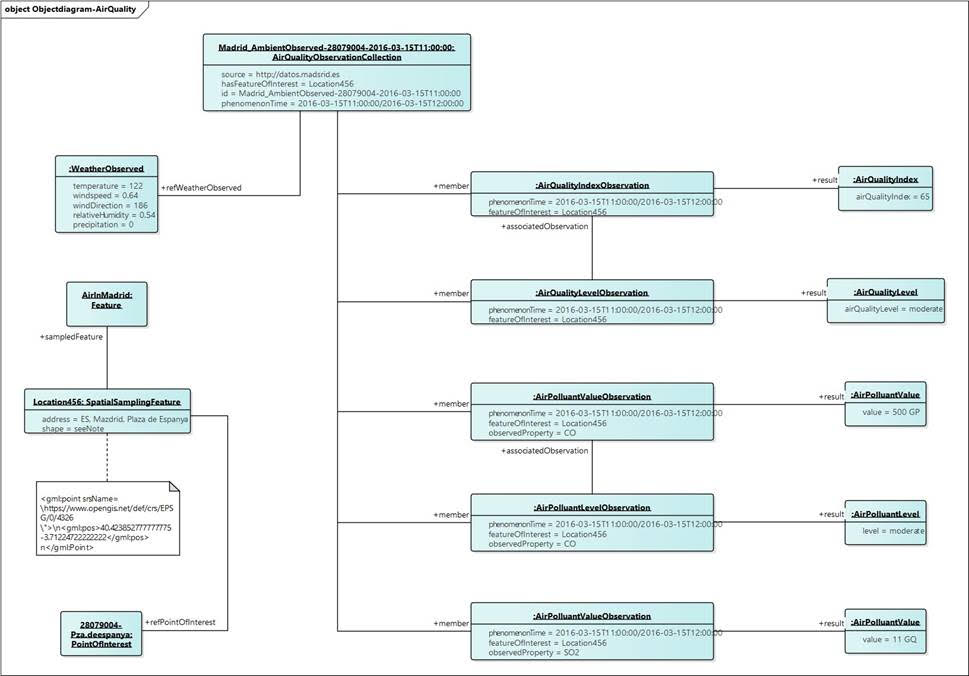 object Objectdiagram-AirQuality
Madrid_AmbientObserved-28079004-2016-03-15T11:00:00:
AirQualityObservationCollection
source = http://datos.madsrid.es
hasFeatureOfInterest = Location456
id = Madrid_AmbientObserved-28079004-2016-03-15T11:00:00
phenomenonTime = 2016-03-15T11:00:00/2016-03-15T12:00:00
:WeatherObserved
temperature = 122
windspeed = 0.64
windDirection = 186
relativeHumidity = 0.54
precipitation = 0
+refWeatherObserved
+member
:AirQualityIndexObservation
phenomenonTime = 2016-03-15T11:00:00/2016-03-15T12:00:00
featureOfInterest = Location456
+result
:AirQualityIndex
airQualityIndex = 65
+associatedObservation
+member
:AirQualityLevelObservation
phenomenonTime = 2016-03-15T11:00:00/2016-03-15T12:00:00
featureOfInterest = Location456
+result
:AirQualityLevel
airQualityLevel = moderate
AirInMadrid:
Feature
+sampledFeature
Location456: SpatialSamplingFeature
address = ES, Mazdrid, Plaza de Espanya
shape = seeNote
+member
:AirPolluantValueObservation
phenomenonTime = 2016-03-15T11:00:00/2016-03-15T12:00:00
featureOfInterest = Location456
observedProperty = CO
+result
:AirPolluantValue
value = 500 GP
+associatedObservation
<gml:point srsName=
\https://www.opengis.net/def/crs/EPS
G/0/4326
\">\n<gml:pos>40.423852777777775
-3.71224722222222</gml:pos>
n</gml:Point>
+member
:AirPolluantLevelObservation
phenomenonTime = 2016-03-15T11:00:00/2016-03-15T12:00:00
featureOfInterest = Location456
observedProperty = CO
+result
:AirPolluantLevel
level = moderate
28079004-
Pza.deespanya:
PointOfInterest
+refPointOfInterest
+member
:AirPolluantValueObservation
phenomenonTime = 2016-03-15T11:00:00/2016-03-15T12:00:00
featureOfInterest = Location456
observedProperty = SO2
+result
:AirPolluantValue
value = 11 GQ